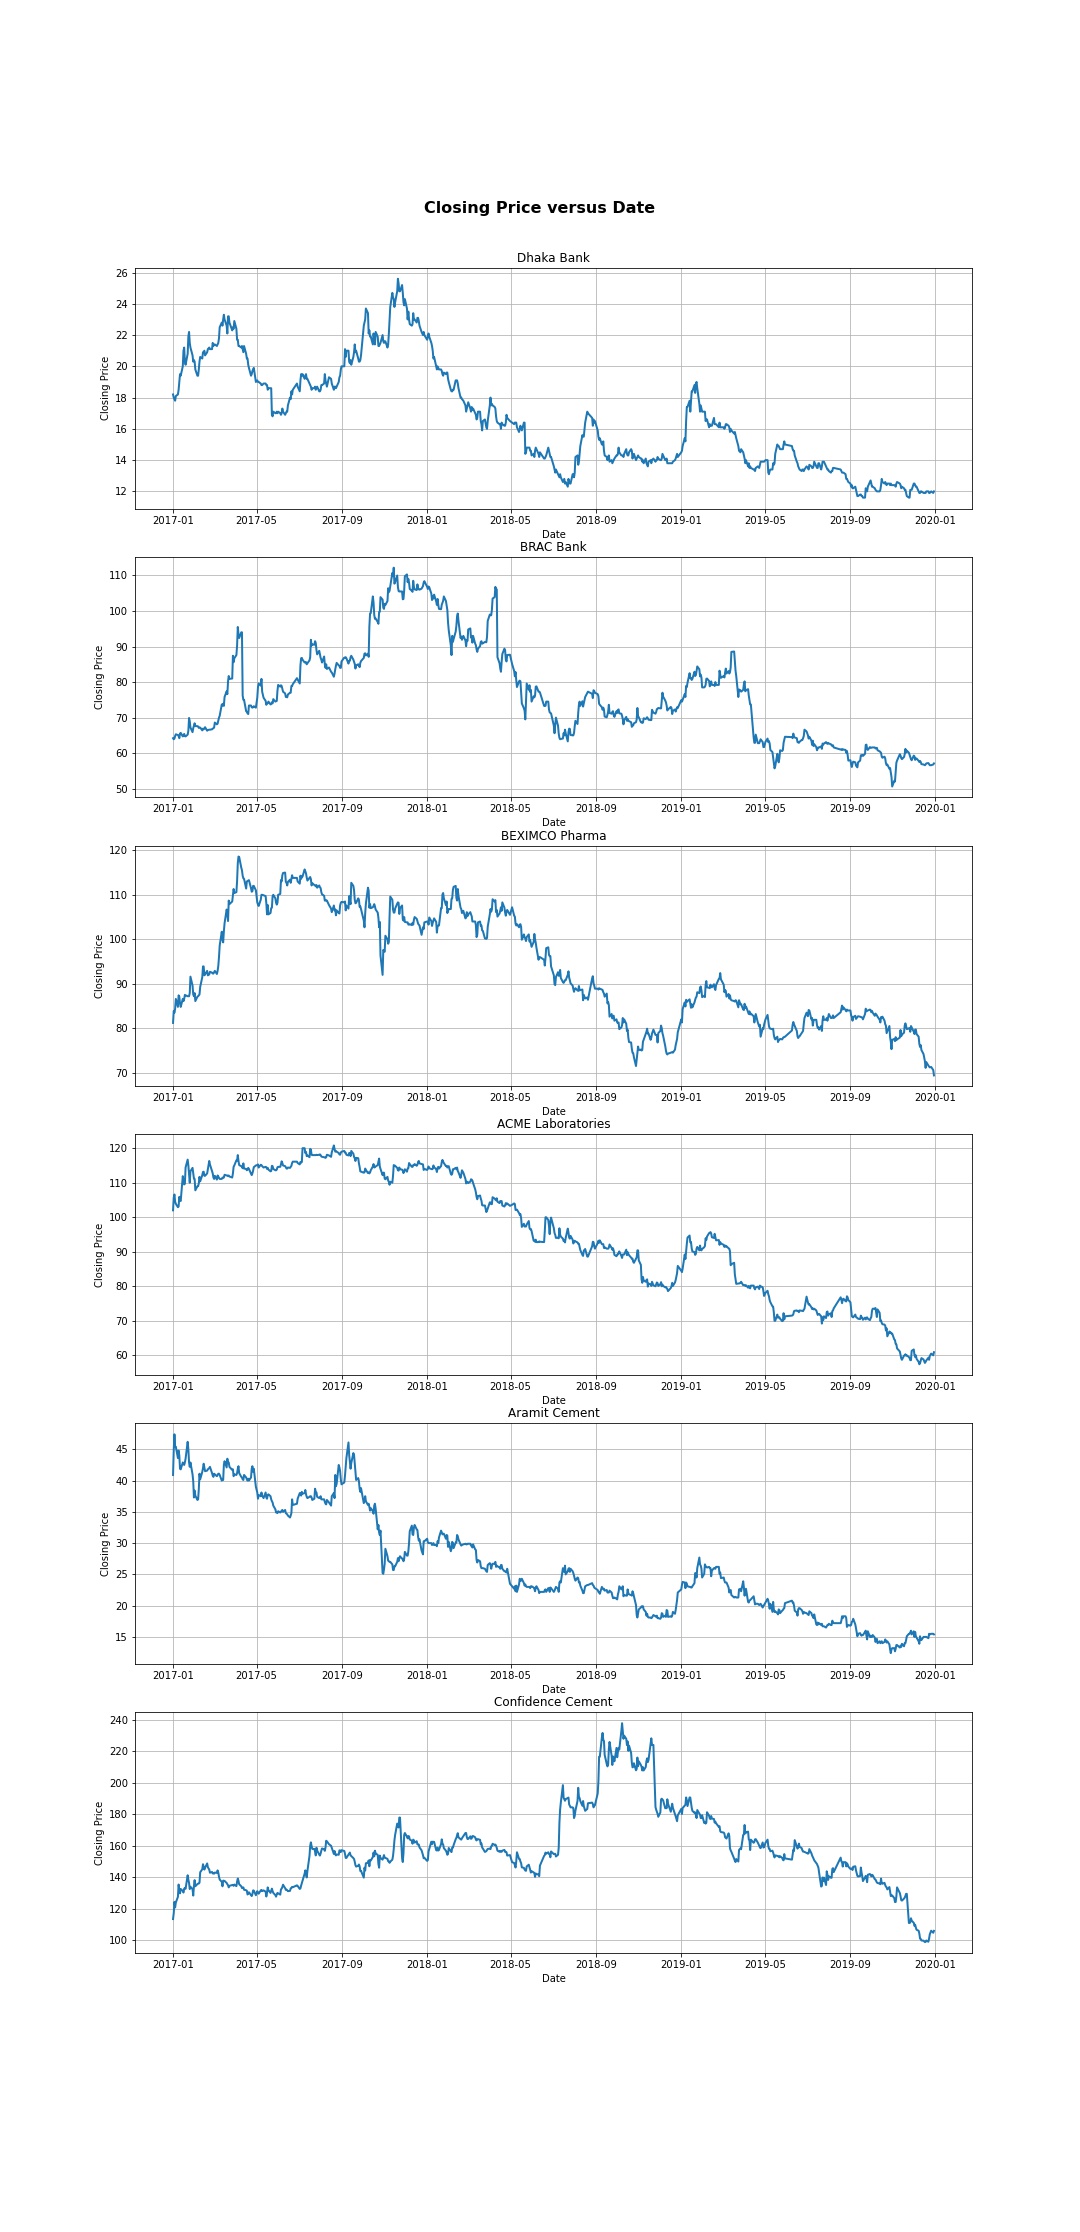 Closing Price versus Date
Dhaka Bank
26
24
22
20
18
16
14
12
Closing Price
2017-01 2017-05 2017-09 2018-01 2018-05 2018-09 2019-01 2019-05 2019-09 2020-01
Date
BRAC Bank
110
100
90
80
70
60
50
Closing Price
2017-01 2017-05 2017-09 2018-01 2018-05 2018-09 2019-01 2019-05 2019-09 2020-01
Date
BEXIMCO Pharma
120
110
100
90
80
70
Closing Price
2017-01 2017-05 2017-09 2018-01 2018-05 2018-09 2019-01 2019-05 2019-09 2020-01
Date
ACME Laboratories
120
110
100
90
80
70
60
Closing Price
2017-01 2017-05 2017-09 2018-01 2018-05 2018-09 2019-01 2019-05 2019-09 2020-01
Date
Aramit Cement
45
40
35
30
25
20
15
Closing Price
2017-01 2017-05 2017-09 2018-01 2018-05 2018-09 2019-01 2019-05 2019-09 2020-01
Date
Confidence Cement
240
220
200
180
160
140
120
100
Closing Price
2017-01 2017-05 2017-09 2018-01 2018-05 2018-09 2019-01 2019-05 2019-09 2020-01
Date